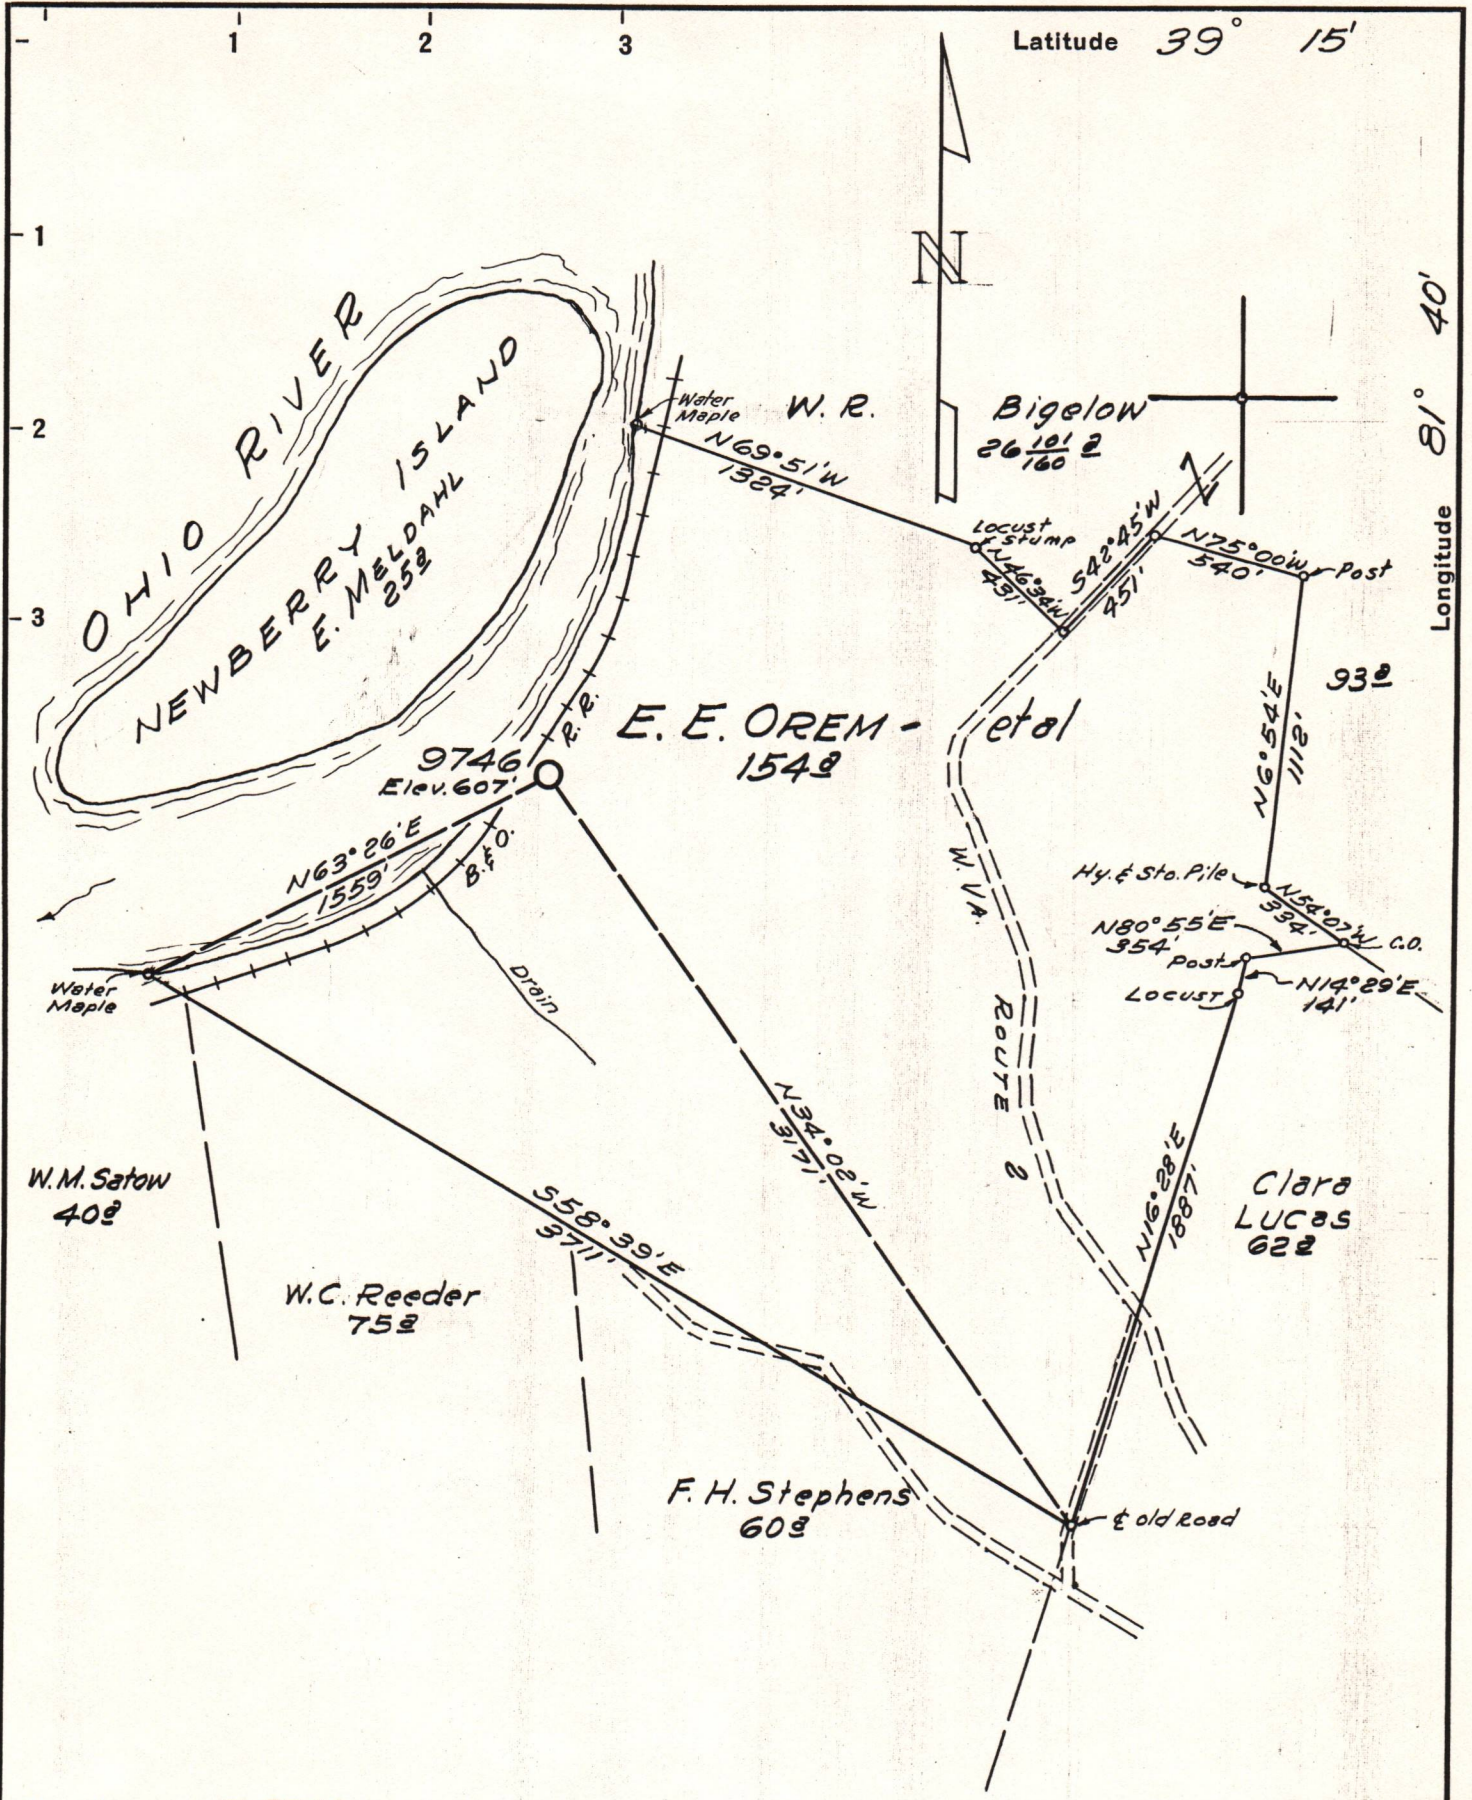 1 2 3
Latitude 39° 15'
1
2
3
Longitude 81° 40'
N
OHIO RIVER
NEWBERRY ISLAND
E. MELDAHL
25a
Water
Maple
W. R. Bigelow
26 101/160 a
N69°51'W
1324'
Locust
Stump
N46°34'W
431'
S42°45'W
451'
2
N75°00'W
540'
Post
93a
N6°54'E
1112'
R.R.
E. E. OREM - etal
154a
9746
Elev. 607'
N63°26'E
1559'
B.&O.
W. VA. ROUTE 2
Hy. & Sto. Pile
N54°07'W
334'
C.O.
N80°55'E
354'
Post
N14°29'E
141'
Locust
Water
Maple
Drain
N34°02'W
3171'
N16°28'E
1887'
W.M. Satow
40a
S58°39'E
3711'
Clara
Lucas
62a
W.C. Reeder
75a
F. H. Stephens
60a
℄ old Road